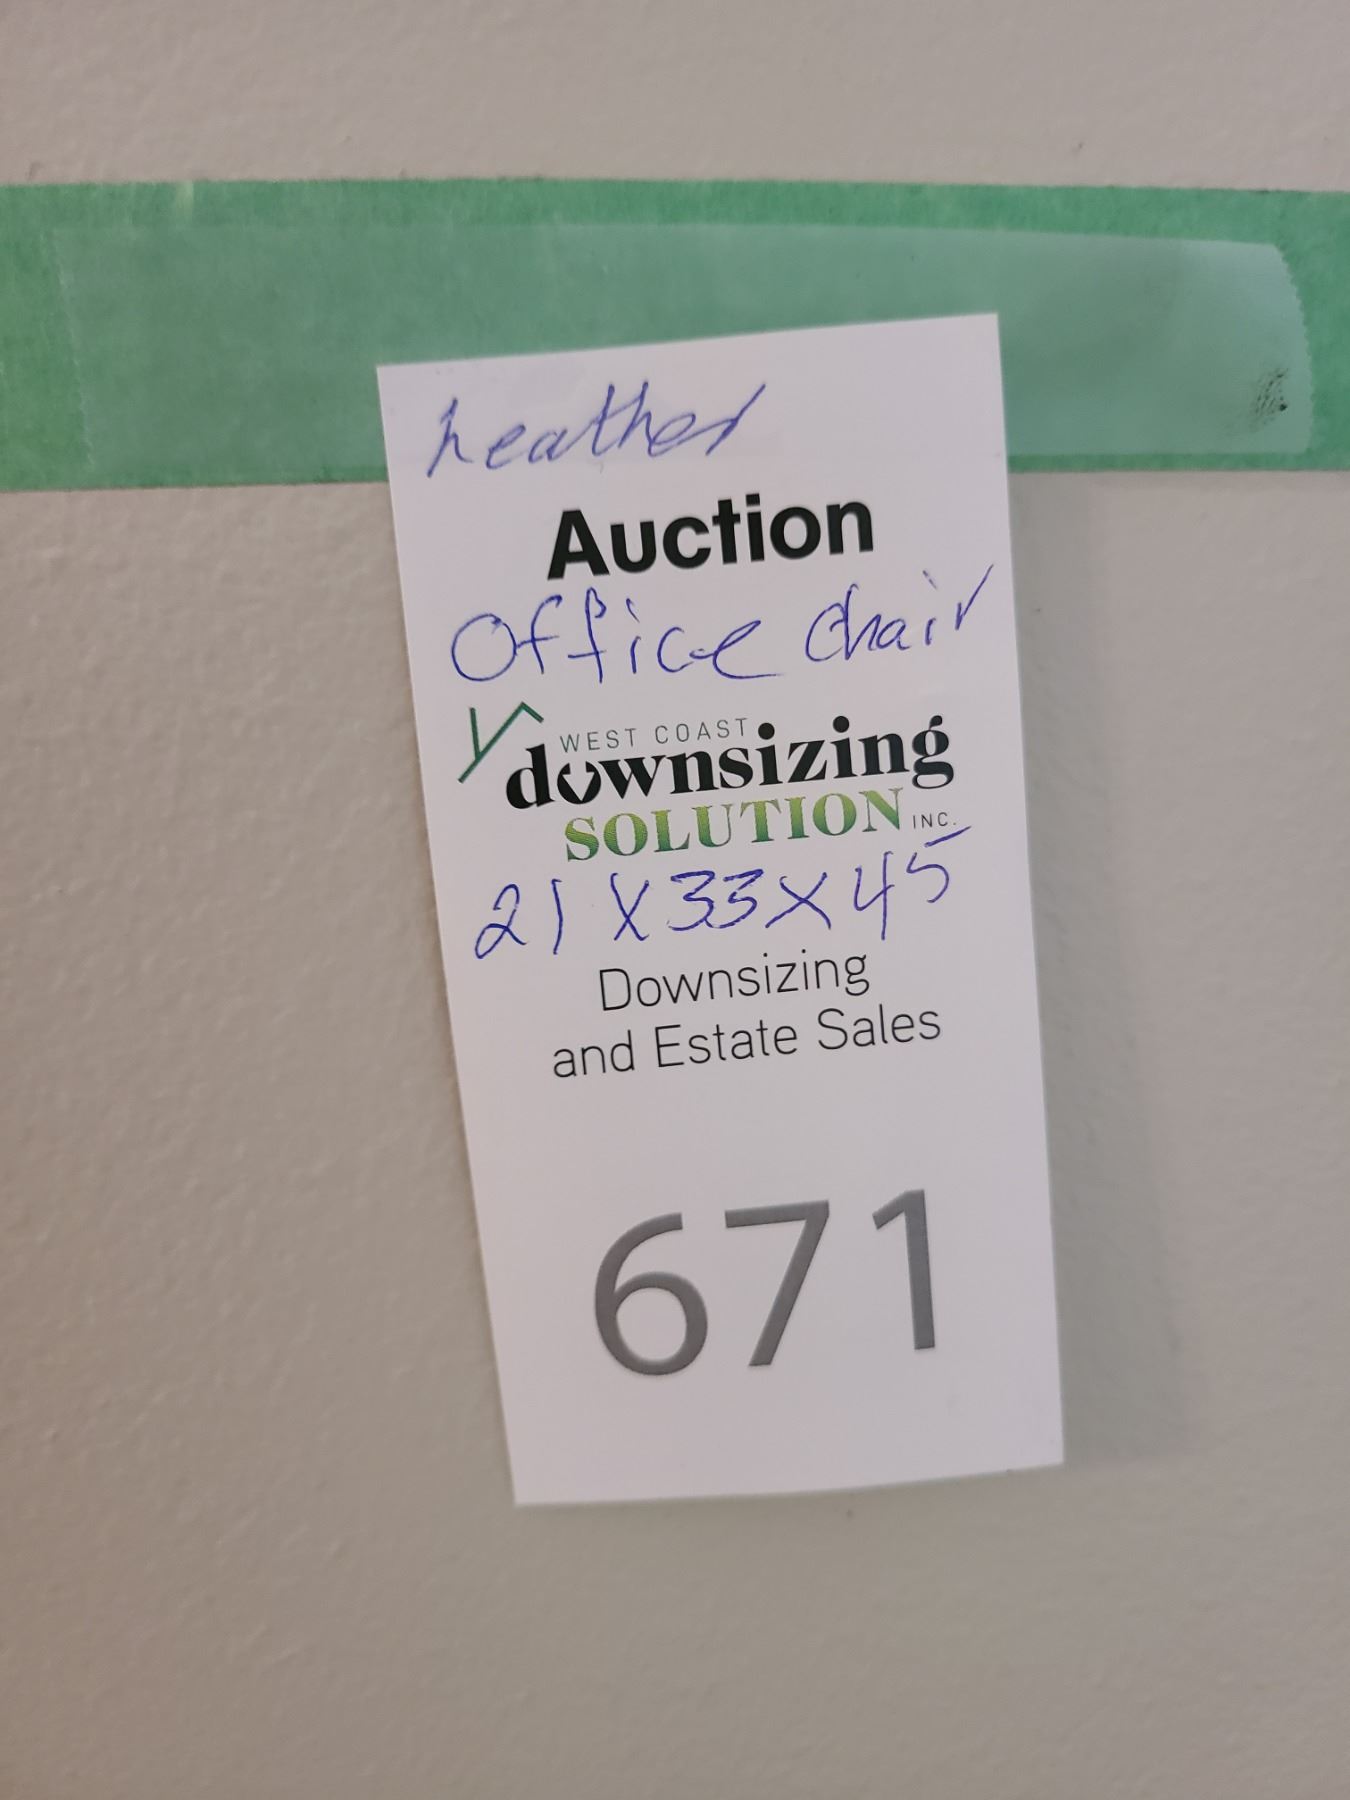 Leather
Auction
Office Chair
WEST COAST
downsizing
SOLUTION INC.
21 X 33 X 45
Downsizing
and Estate Sales
671